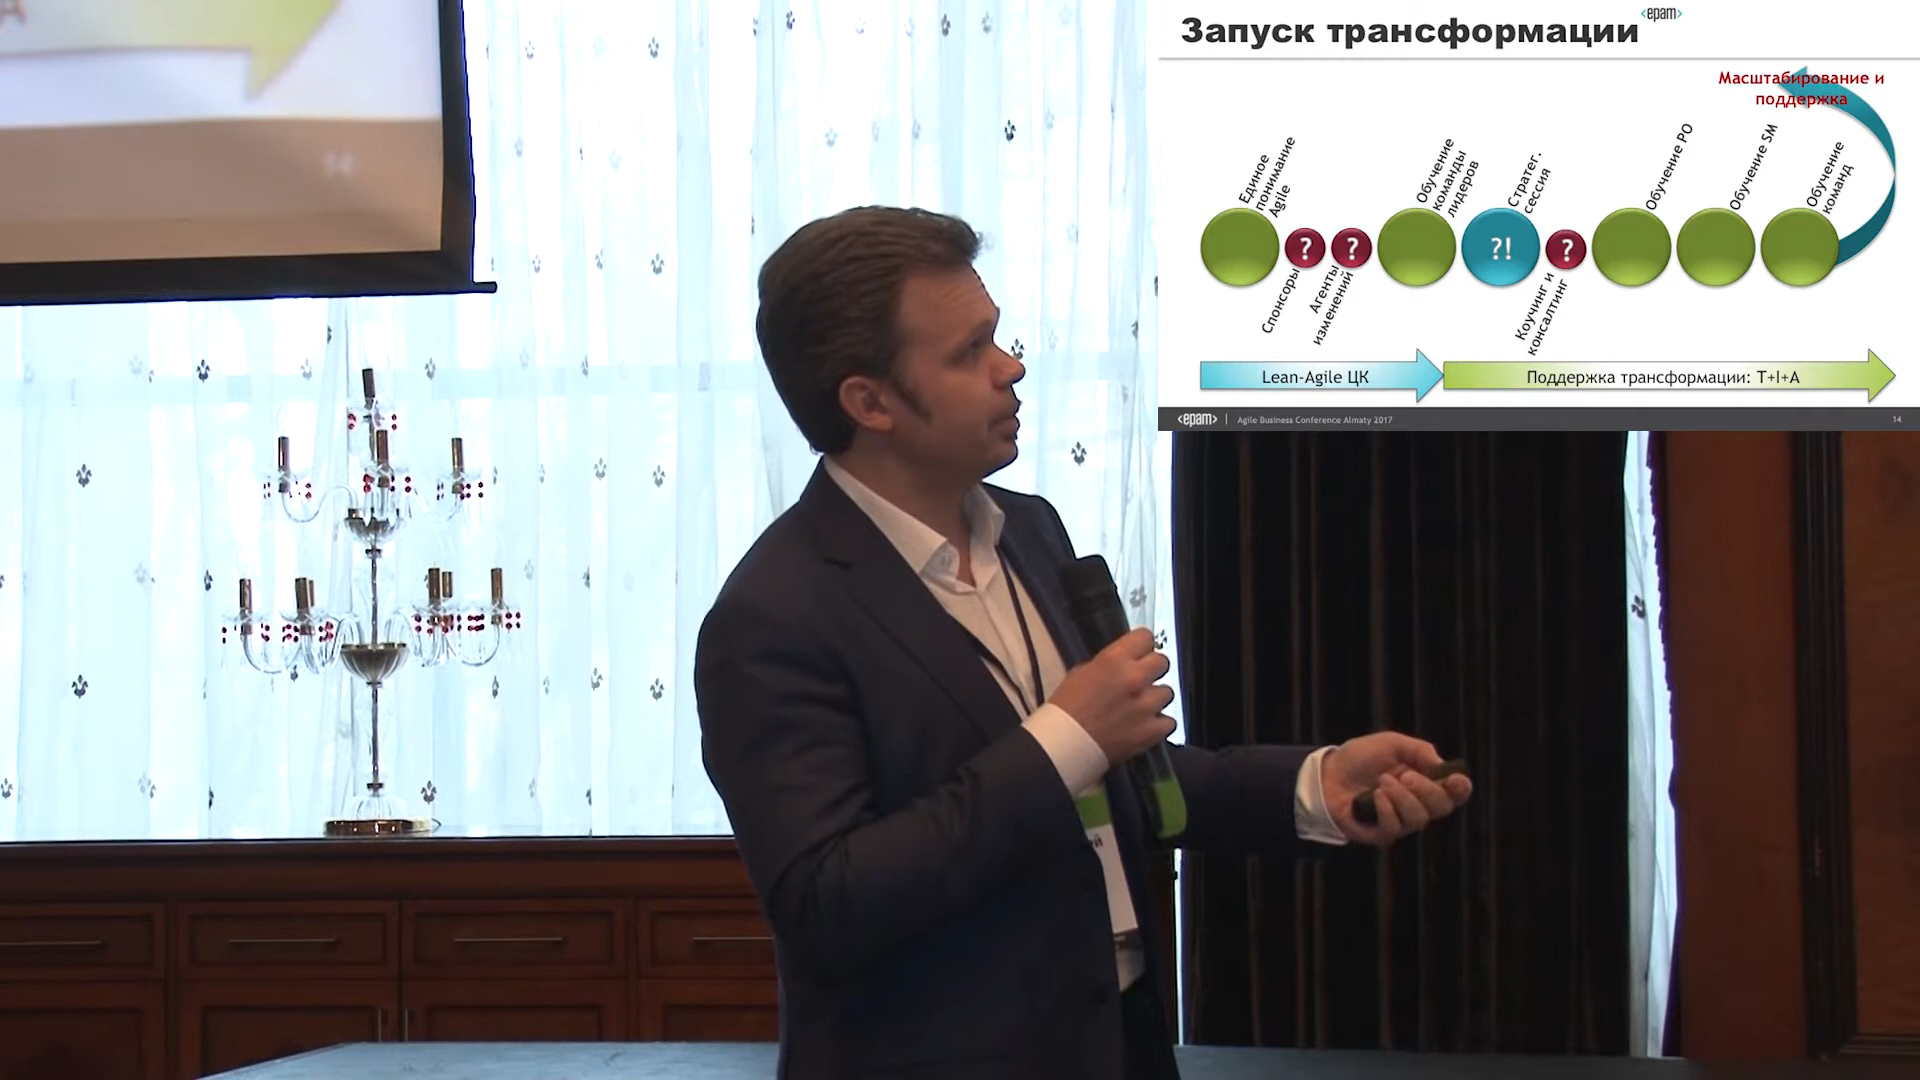 14
<epam>
Запуск трансформации
Масштабирование и
поддержка
Единое
понимание
Agile
Обучение
команды
лидеров
Стратег.
сессия
Обучение PO
Обучение SM
Обучение
команд
?
?
?!
?
Спонсоры
Агенты
изменений
Коучинг и
консалтинг
Lean-Agile ЦК
Поддержка трансформации: T+I+A
<epam> | Agile Business Conference Almaty 2017
14